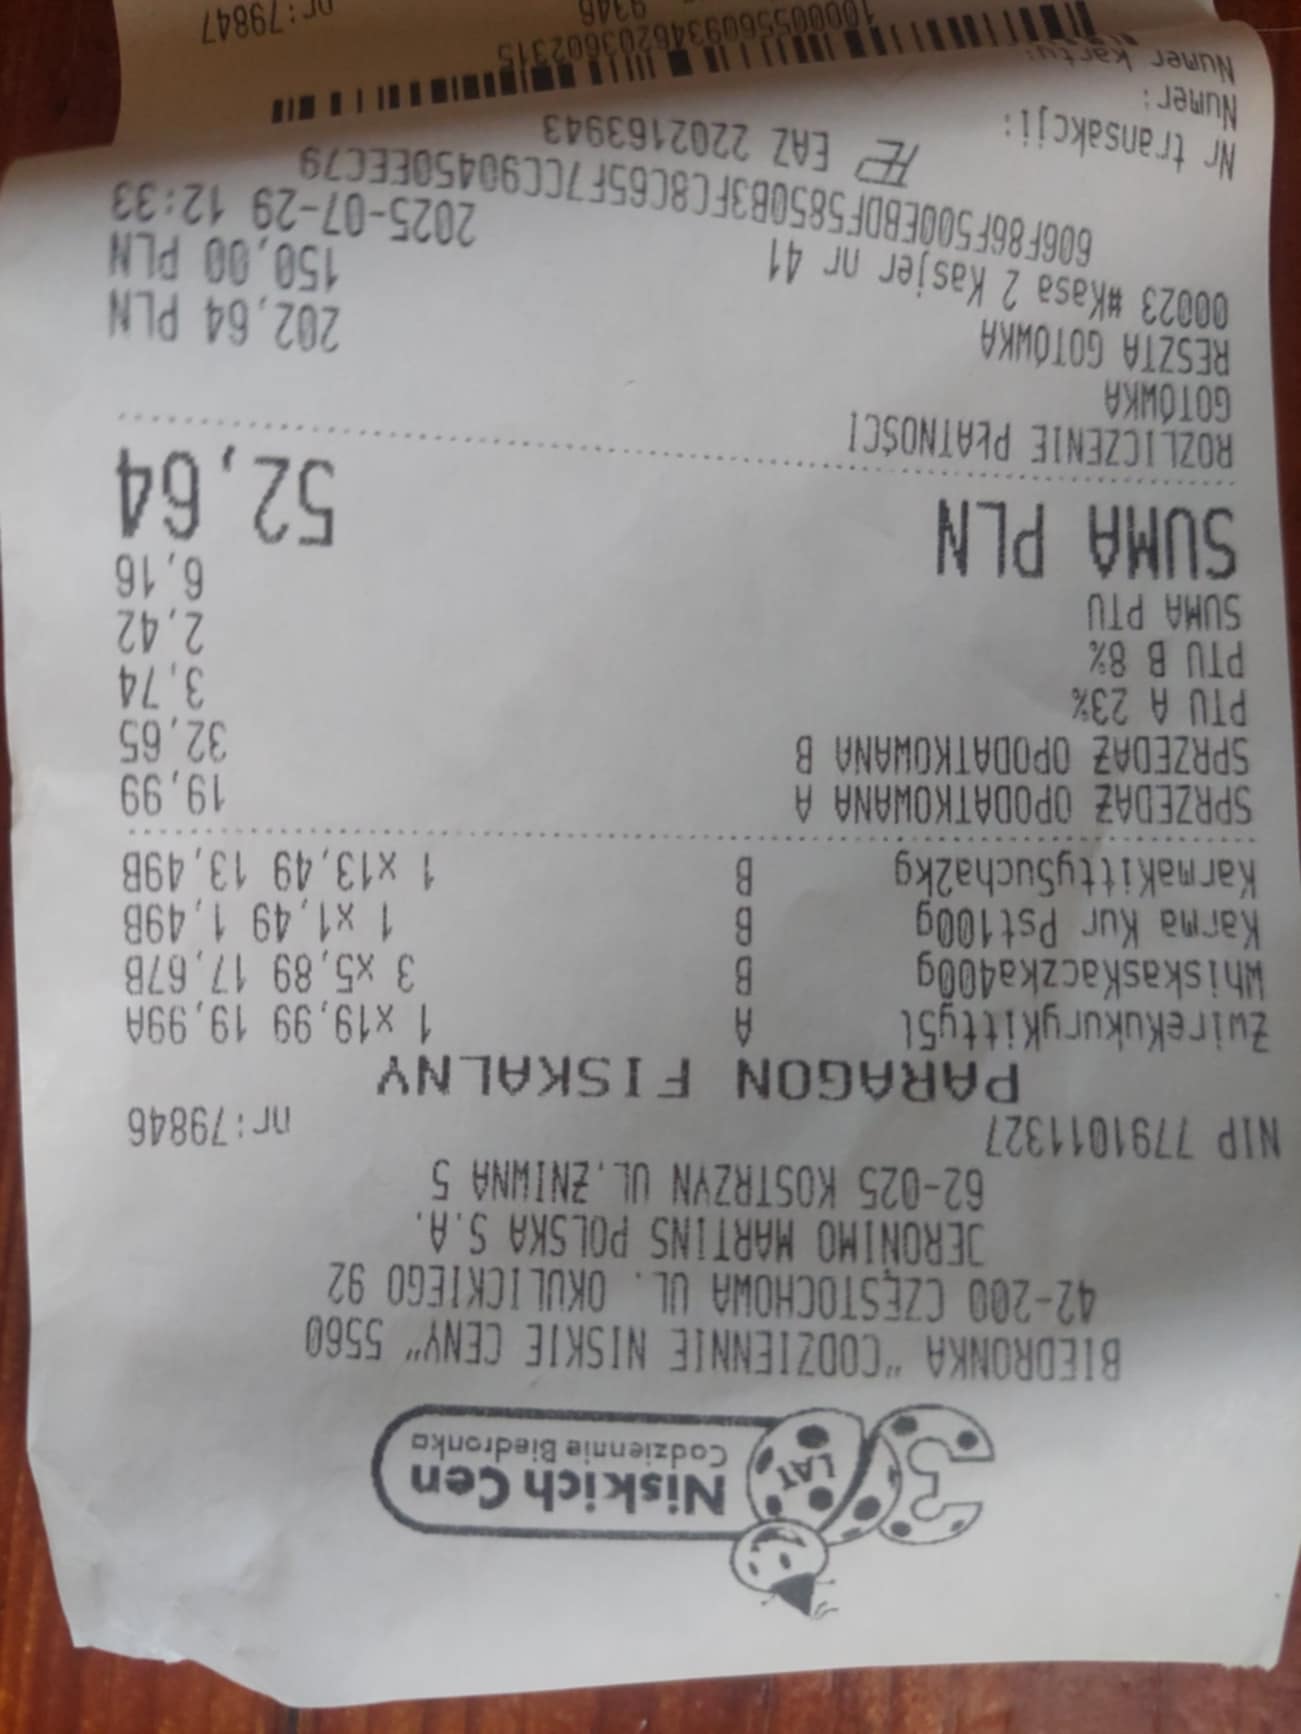 30 LAT
Niskich Cen
Codziennie Biedronka
BIEDRONKA "CODZIENNIE NISKIE CENY" 5560
42-200 CZĘSTOCHOWA UL. OKULICKIEGO 92
JERONIMO MARTINS POLSKA S.A.
62-025 KOSTRZYN UL.ŻNIWNA 5
NIP 7791011327 nr:79846
PARAGON FISKALNY
ŻwirekukuryKitty5l A 1 x19,99 19,99A
WhiskasKaczka400g B 3 x5,89 17,67B
Karma Kur Pst100g B 1 x1,49 1,49B
KarmaKittySucha2kg B 1 x13,49 13,49B
SPRZEDAŻ OPODATKOWANA A 19,99
SPRZEDAŻ OPODATKOWANA B 32,65
PTU A 23% 3,74
PTU B 8% 2,42
SUMA PTU 6,16
SUMA PLN 52,64
ROZLICZENIE PŁATNOŚCI
GOTÓWKA 202,64 PLN
RESZTA GOTÓWKA 150,00 PLN
00023 #Kasa 2 Kasjer nr 41 2025-07-29 12:33
606F86F500EBDF5850B3FC8C65F7CC90450EEC79
EAZ 2202163943
Nr transakcji:
Numer:
Numer karty:
9346
nr:79847